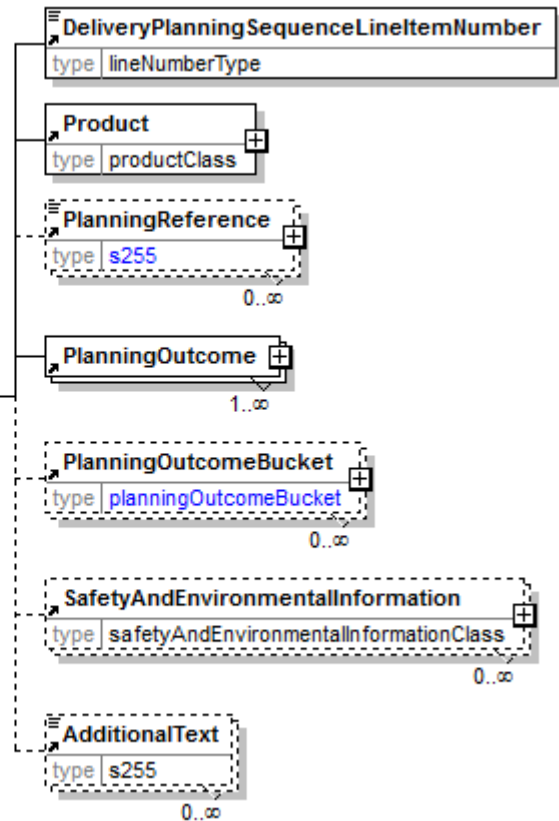 DeliveryPlanningSequenceLineItemNumber
type lineNumberType
Product
type productClass
PlanningReference
type s255
0..∞
PlanningOutcome
1..∞
PlanningOutcomeBucket
type planningOutcomeBucket
0..∞
SafetyAndEnvironmentalInformation
type safetyAndEnvironmentalInformationClass
0..∞
AdditionalText
type s255
0..∞